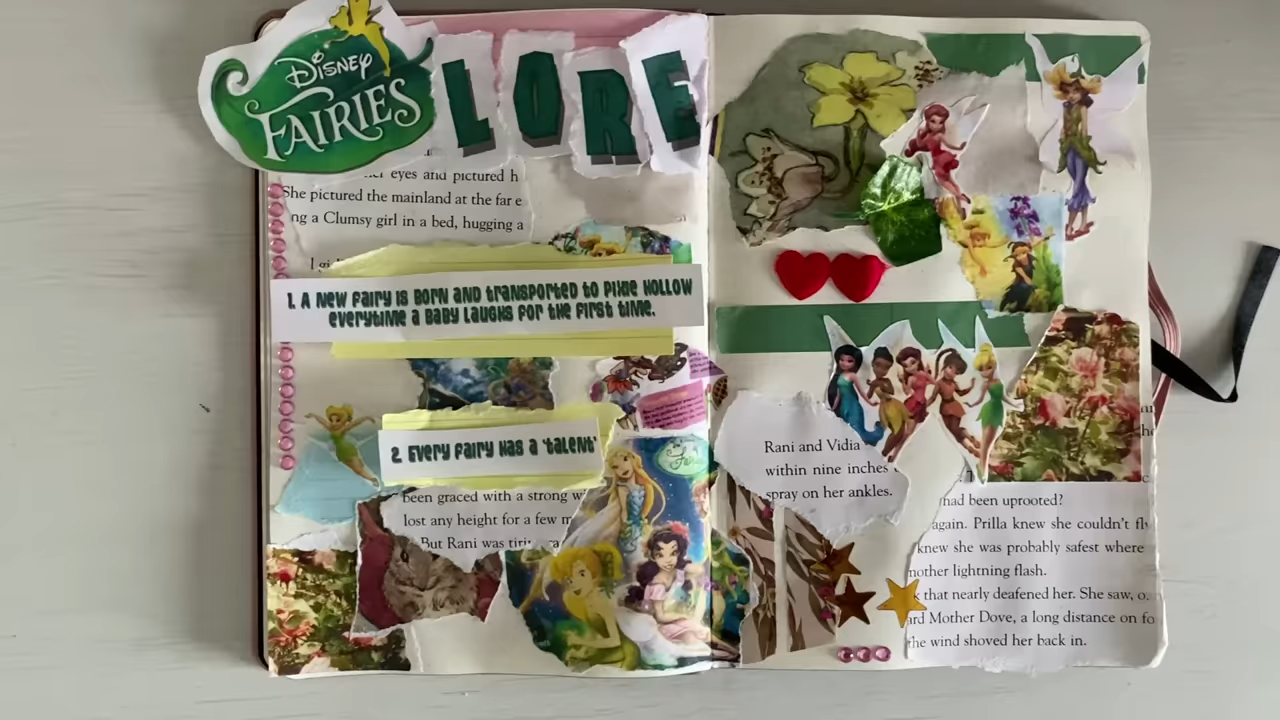 Disney
FAIRIES
LORE
eyes and pictured h
She pictured the mainland at the far e
ng a Clumsy girl in a bed, hugging a
1. A NEW FAIRY IS BORN AND TRANSPORTED TO PIXIE HOLLOW
EVERYTIME A BABY LAUGHS FOR THE FIRST TIME.
2. EVERY FAIRY HAS A 'TALENT'
been graced with a strong w
lost any height for a few m
But Rani was
Rani and Vidia
within nine inches
spray on her ankles.
had been uprooted?
again. Prilla knew she couldn't fl
knew she was probably safest where
nother lightning flash.
k that nearly deafened her. She saw, o
rd Mother Dove, a long distance on fo
the wind shoved her back in.